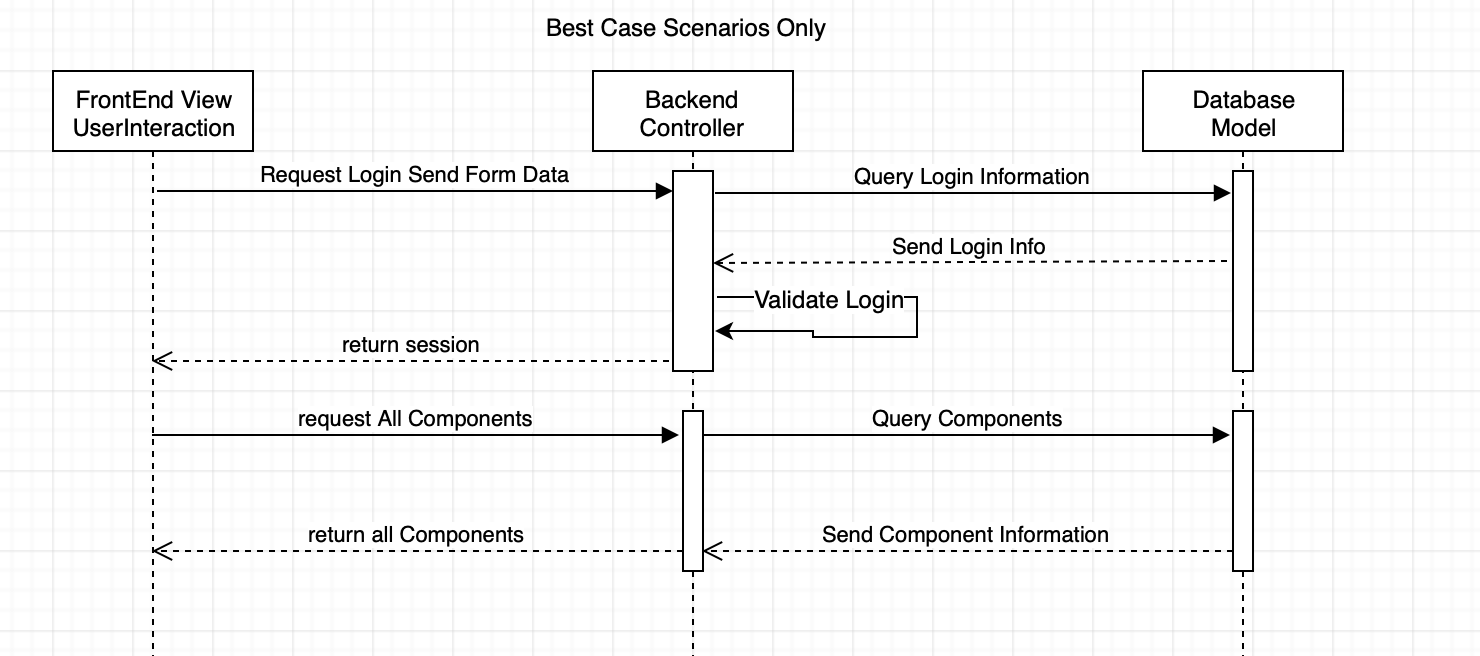 Best Case Scenarios Only
FrontEnd View
UserInteraction
Backend
Controller
Database
Model
Request Login Send Form Data
Query Login Information
Send Login Info
Validate Login
return session
request All Components
Query Components
return all Components
Send Component Information